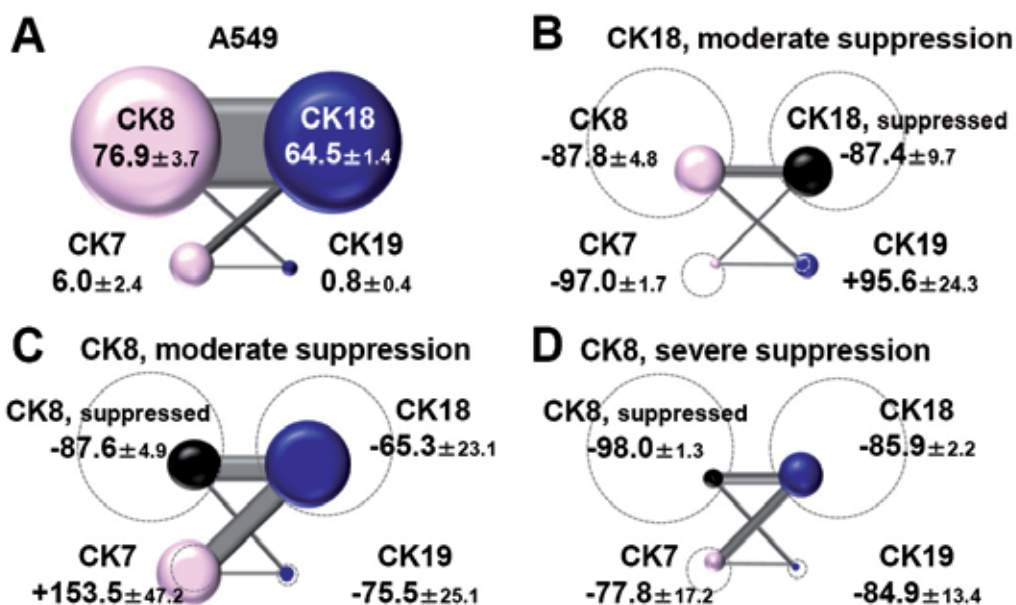 A
A549
CK8
76.9±3.7
CK18
64.5±1.4
CK7
6.0±2.4
CK19
0.8±0.4
B
CK18, moderate suppression
CK8
-87.8±4.8
CK18, suppressed
-87.4±9.7
CK7
-97.0±1.7
CK19
+95.6±24.3
C
CK8, moderate suppression
CK8, suppressed
-87.6±4.9
CK18
-65.3±23.1
CK7
+153.5±47.2
CK19
-75.5±25.1
D
CK8, severe suppression
CK8, suppressed
-98.0±1.3
CK18
-85.9±2.2
CK7
-77.8±17.2
CK19
-84.9±13.4